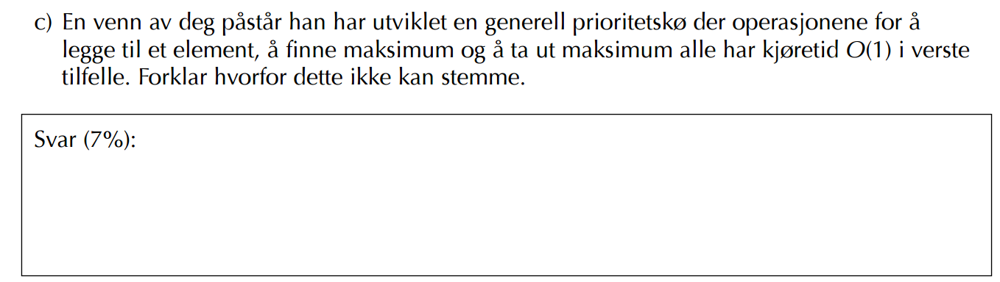 c) En venn av deg påstår han har utviklet en generell prioritetskø der operasjonene for å
legge til et element, å finne maksimum og å ta ut maksimum alle har kjøretid O(1) i verste
tilfelle. Forklar hvorfor dette ikke kan stemme.
Svar (7%):